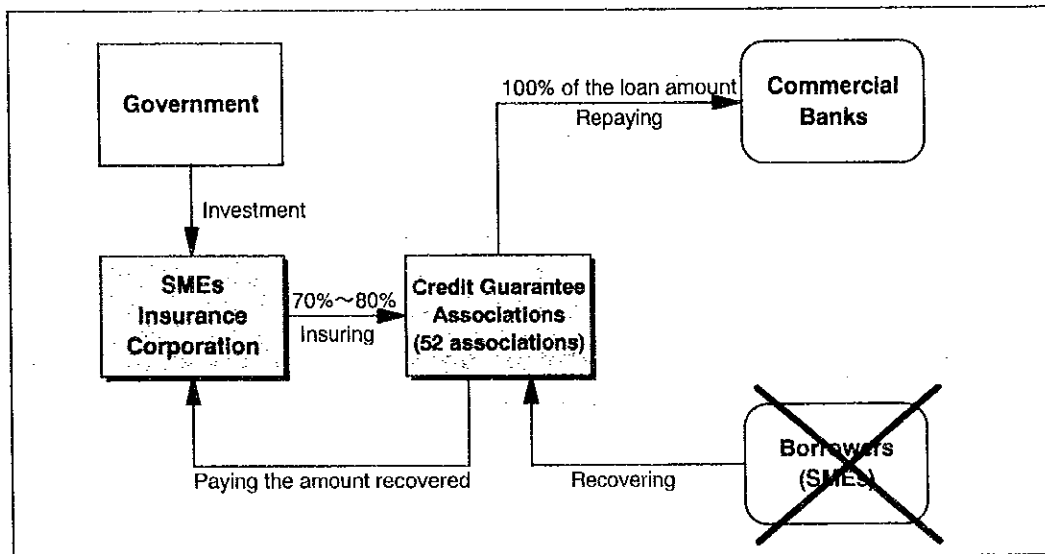 Government
100% of the loan amount
Repaying
Commercial
Banks
Investment
SMEs
Insurance
Corporation
70%～80%
Insuring
Credit Guarantee
Associations
(52 associations)
Paying the amount recovered
Recovering
Borrowers
(SMEs)